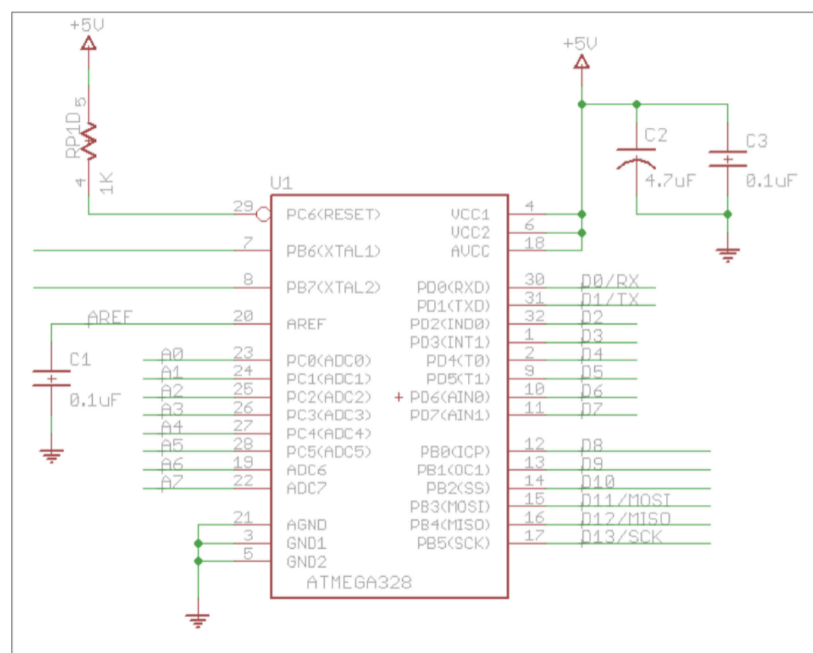 +5V
5
RP1D
1K
4
+5V
C2
4.7uF
C3
0.1uF
U1
29 PC6(RESET) VCC1 4
VCC2 6
7 PB6(XTAL1) AVCC 18
8 PB7(XTAL2) PD0(RXD) 30 D0/RX
PD1(TXD) 31 D1/TX
AREF 20 AREF PD2(IND0) 32 D2
PD3(INT1) 1 D3
C1
0.1uF
A0 23 PC0(ADC0) PD4(T0) 2 D4
A1 24 PC1(ADC1) PD5(T1) 9 D5
A2 25 PC2(ADC2) PD6(AIN0) 10 D6
A3 26 PC3(ADC3) PD7(AIN1) 11 D7
A4 27 PC4(ADC4)
A5 28 PC5(ADC5) PB0(ICP) 12 D8
A6 19 ADC6 PB1(OC1) 13 D9
A7 22 ADC7 PB2(SS) 14 D10
PB3(MOSI) 15 D11/MOSI
21 AGND PB4(MISO) 16 D12/MISO
3 GND1 PB5(SCK) 17 D13/SCK
5 GND2
ATMEGA328